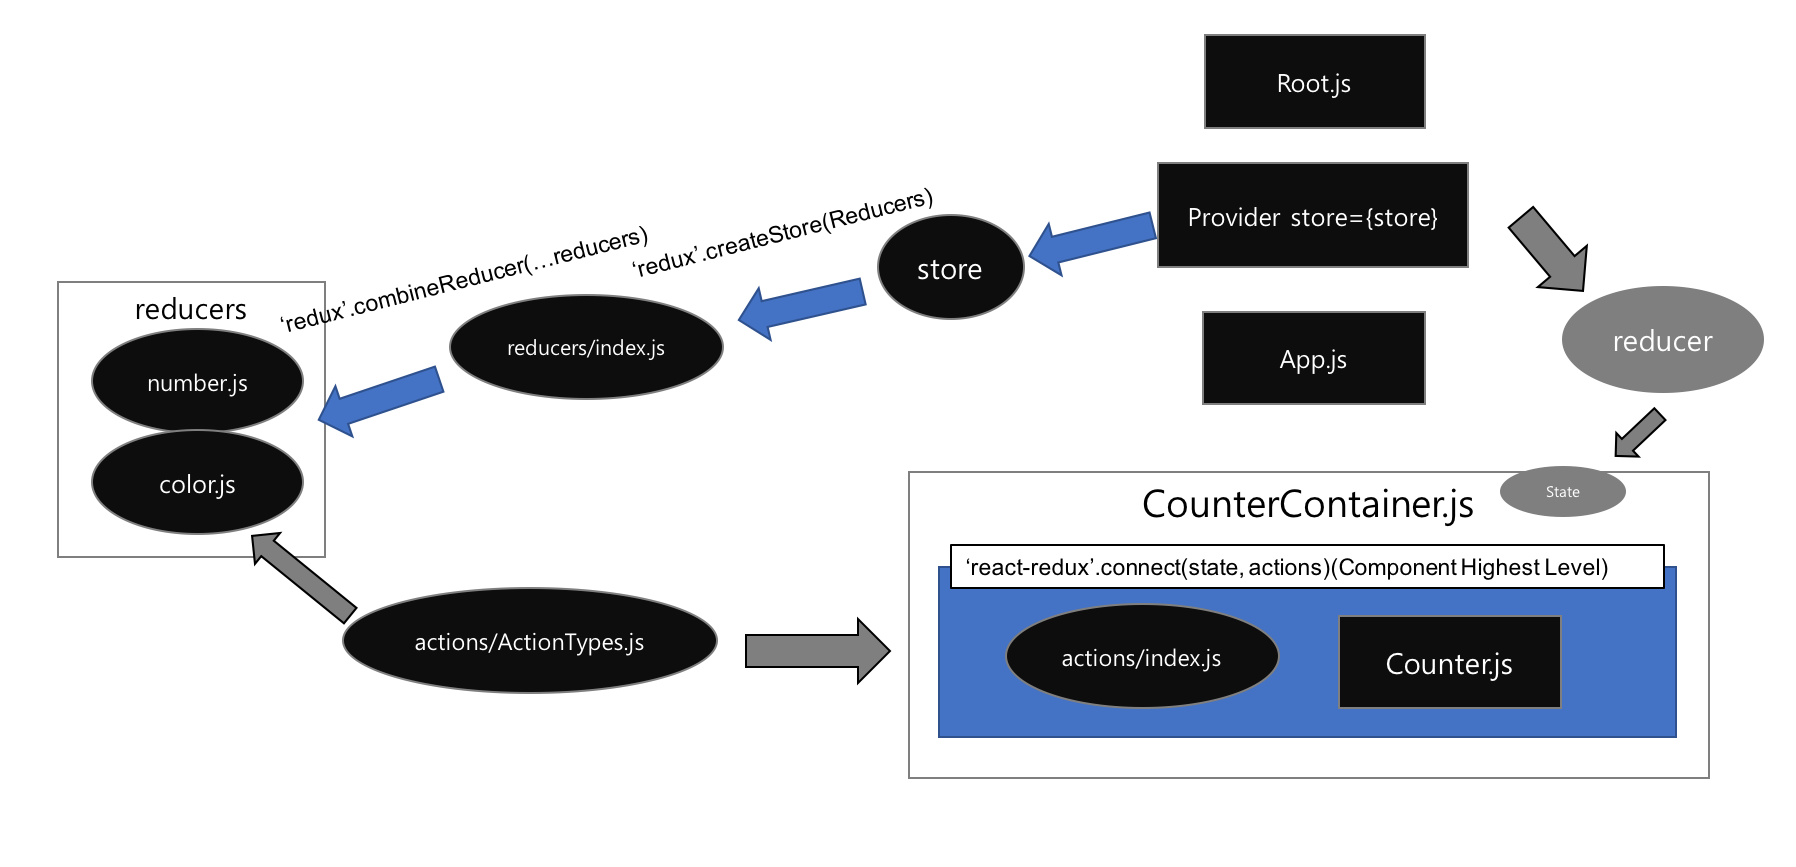 Root.js
Provider store={store}
‘redux’.createStore(Reducers)
‘redux’.combineReducer(…reducers)
store
reducers
reducers/index.js
reducer
App.js
number.js
color.js
CounterContainer.js
State
‘react-redux’.connect(state, actions)(Component Highest Level)
actions/ActionTypes.js
actions/index.js
Counter.js